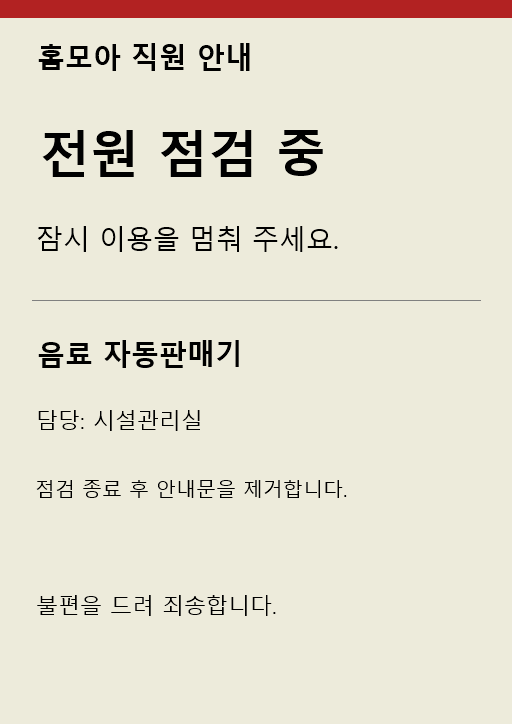 홈모아 직원 안내
전원 점검 중
잠시 이용을 멈춰 주세요.
음료 자동판매기
담당: 시설관리실
점검 종료 후 안내문을 제거합니다.
불편을 드려 죄송합니다.